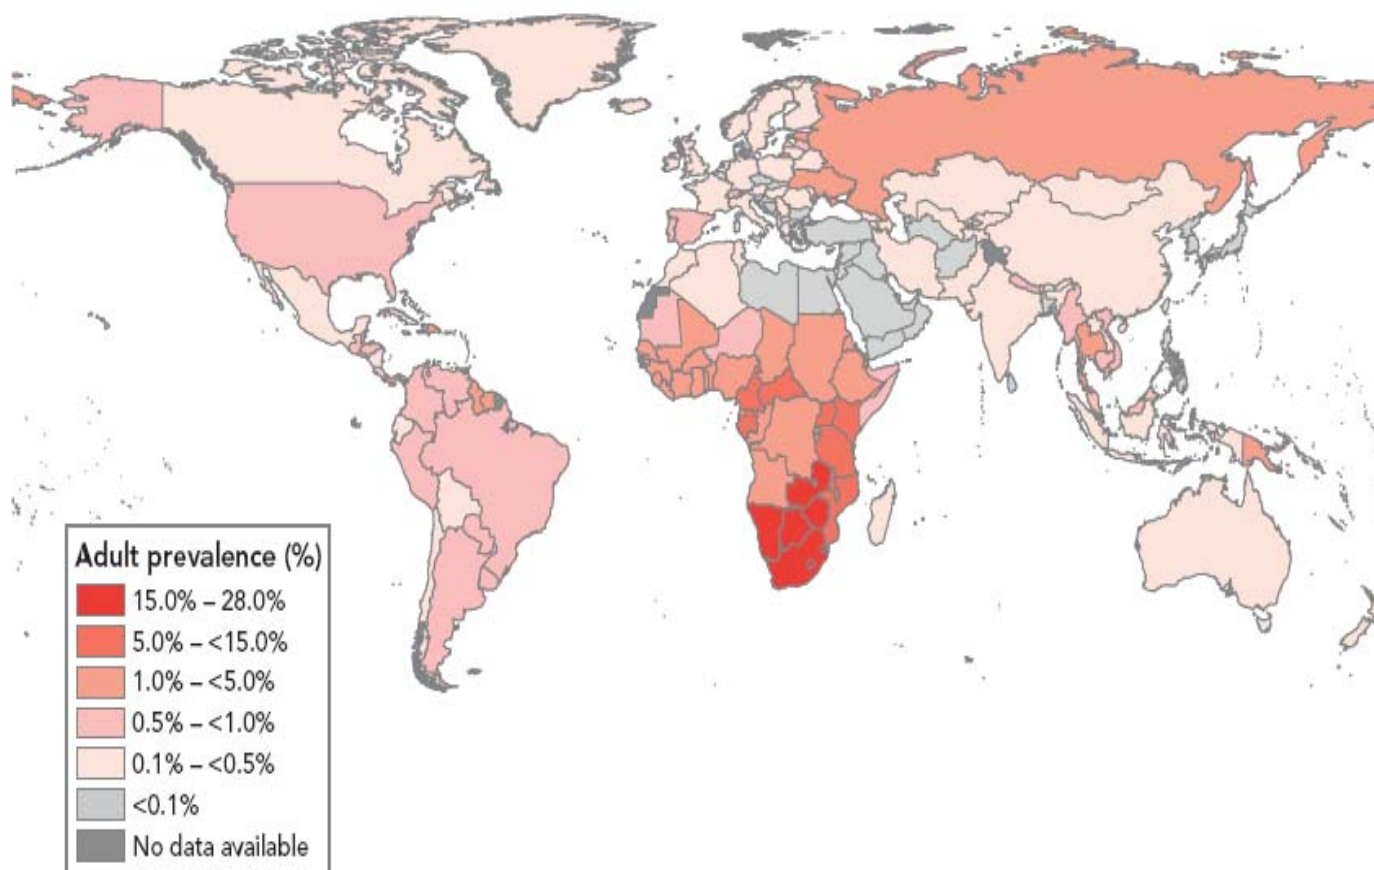 Adult prevalence (%)
15.0% – 28.0%
5.0% – <15.0%
1.0% – <5.0%
0.5% – <1.0%
0.1% – <0.5%
<0.1%
No data available